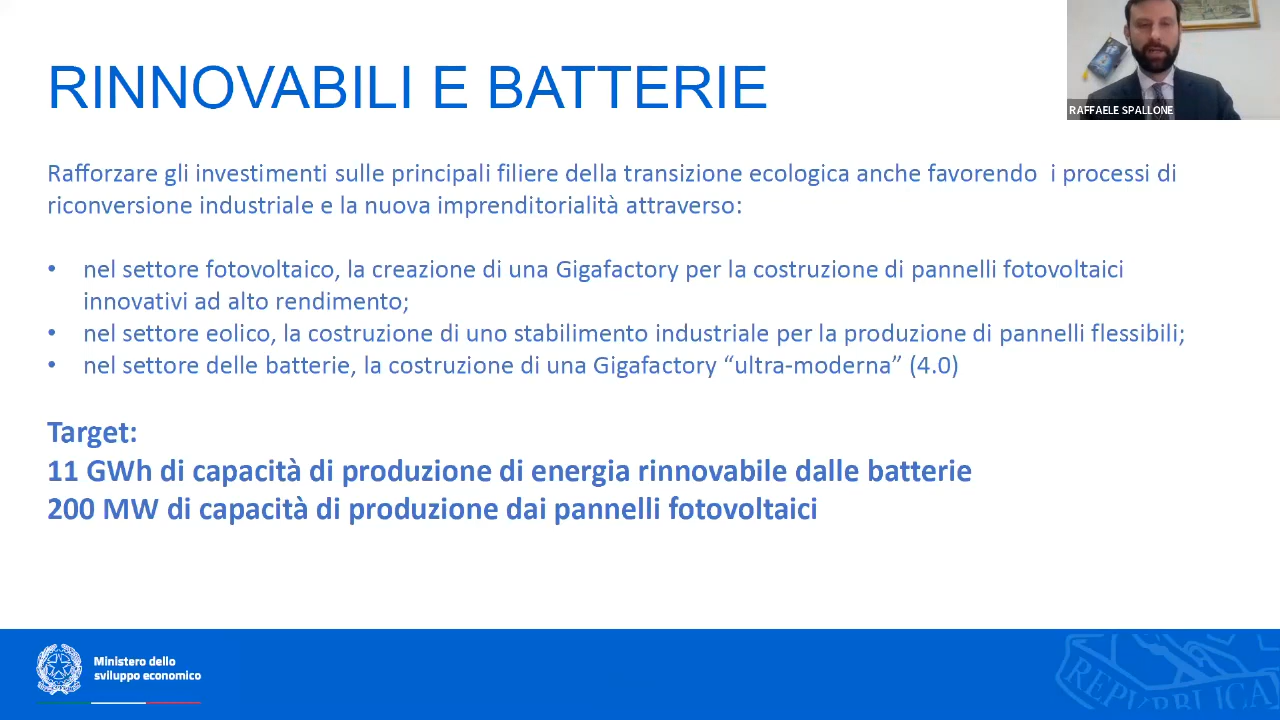 RINNOVABILI E BATTERIE
RAFFAELE SPALLONE
Rafforzare gli investimenti sulle principali filiere della transizione ecologica anche favorendo  i processi di
riconversione industriale e la nuova imprenditorialità attraverso:
• nel settore fotovoltaico, la creazione di una Gigafactory per la costruzione di pannelli fotovoltaici
innovativi ad alto rendimento;
• nel settore eolico, la costruzione di uno stabilimento industriale per la produzione di pannelli flessibili;
• nel settore delle batterie, la costruzione di una Gigafactory “ultra-moderna” (4.0)
Target:
11 GWh di capacità di produzione di energia rinnovabile dalle batterie
200 MW di capacità di produzione dai pannelli fotovoltaici
Ministero dello
sviluppo economico
REPVBBLICA